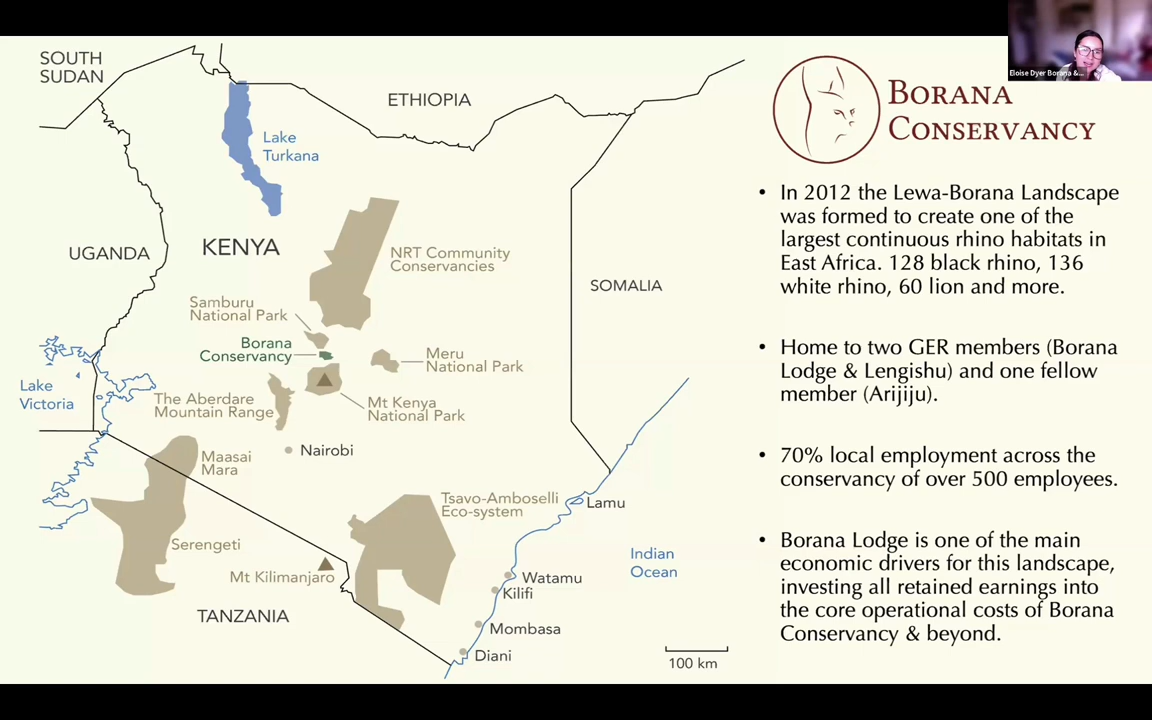 Eloise Dyer Borana &...
SOUTH
SUDAN
ETHIOPIA
Lake
Turkana
UGANDA
KENYA
NRT Community
Conservancies
SOMALIA
Samburu
National Park
Borana
Conservancy
Meru
National Park
Lake
Victoria
The Aberdare
Mountain Range
Mt Kenya
National Park
Nairobi
Maasai
Mara
Tsavo-Amboselli
Eco-system
Lamu
Serengeti
Mt Kilimanjaro
Indian
Ocean
Watamu
Kilifi
TANZANIA
Mombasa
Diani
100 km
BORANA
CONSERVANCY
• In 2012 the Lewa-Borana Landscape
was formed to create one of the
largest continuous rhino habitats in
East Africa. 128 black rhino, 136
white rhino, 60 lion and more.
• Home to two GER members (Borana
Lodge & Lengishu) and one fellow
member (Arijiju).
• 70% local employment across the
conservancy of over 500 employees.
• Borana Lodge is one of the main
economic drivers for this landscape,
investing all retained earnings into
the core operational costs of Borana
Conservancy & beyond.